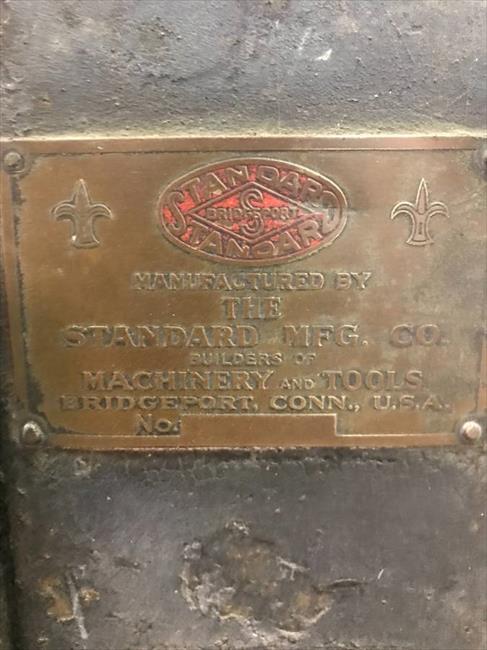 STANDARD
BRIDGEPORT
S
STANDARD
MANUFACTURED BY
THE
STANDARD MFG. CO.
BUILDERS OF
MACHINERY AND TOOLS
BRIDGEPORT, CONN., U.S.A.
No.